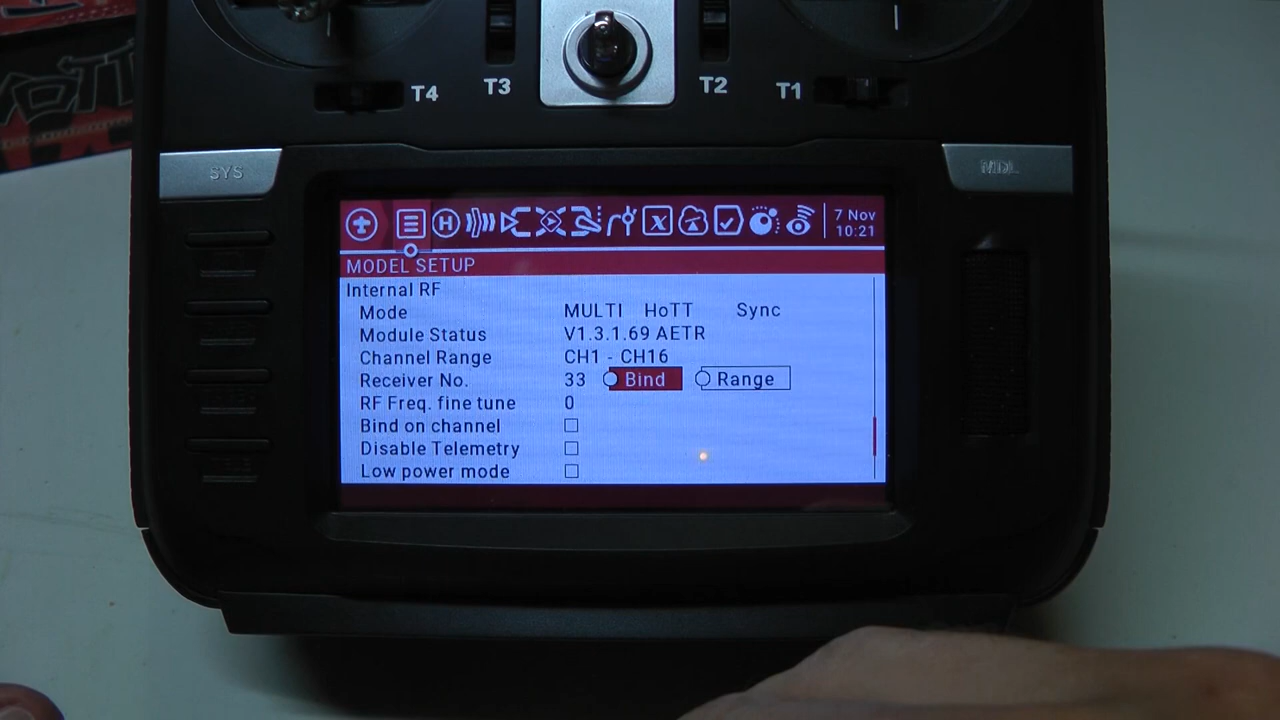 T4 T3 T2 T1
SYS
MDL
7 Nov
10:21
MODEL SETUP
Internal RF
Mode MULTI HoTT Sync
Module Status V1.3.1.69 AETR
Channel Range CH1 - CH16
Receiver No. 33 Bind Range
RF Freq. fine tune 0
Bind on channel
Disable Telemetry
Low power mode